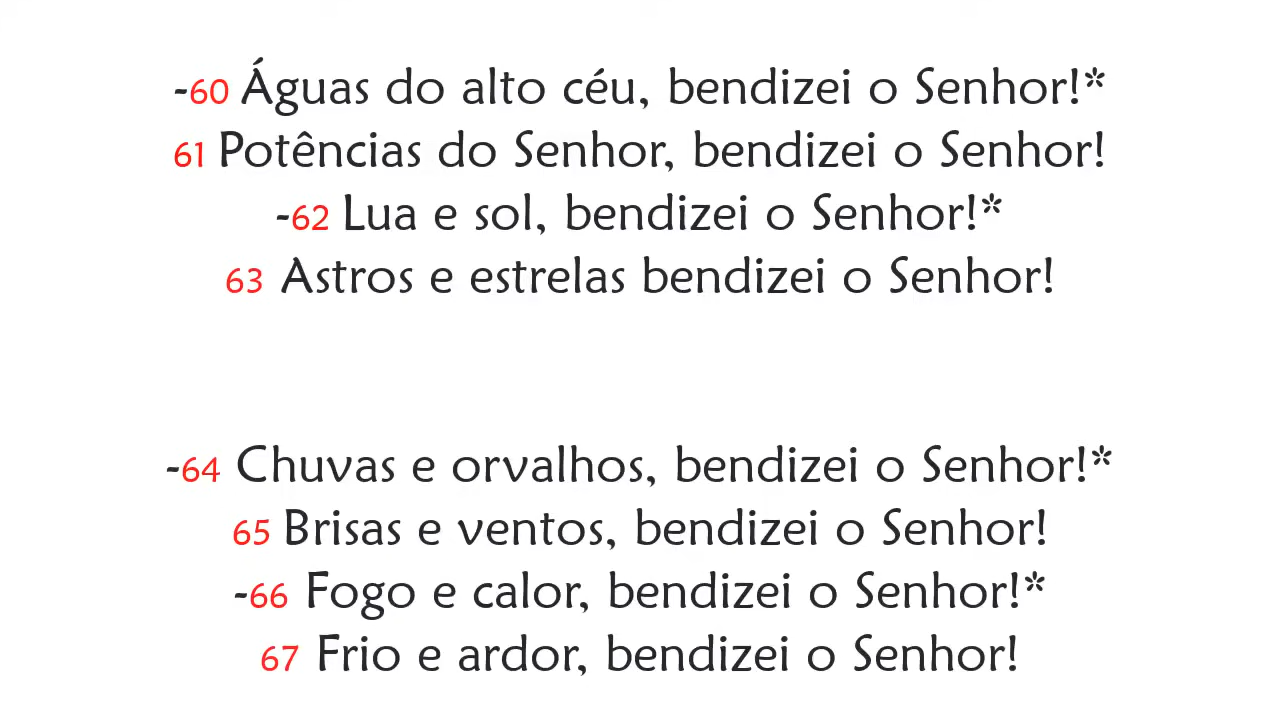 -60 Águas do alto céu, bendizei o Senhor!*
61 Potências do Senhor, bendizei o Senhor!
-62 Lua e sol, bendizei o Senhor!*
63 Astros e estrelas bendizei o Senhor!
-64 Chuvas e orvalhos, bendizei o Senhor!*
65 Brisas e ventos, bendizei o Senhor!
-66 Fogo e calor, bendizei o Senhor!*
67 Frio e ardor, bendizei o Senhor!